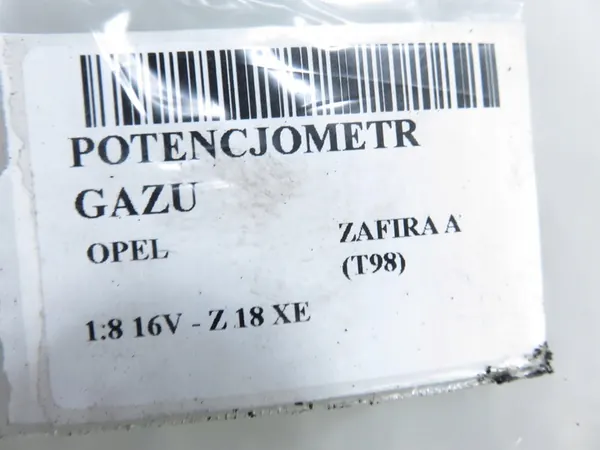 POTENCJOMETR
GAZU
OPEL
ZAFIRA A
(T98)
1:8 16V - Z 18 XE